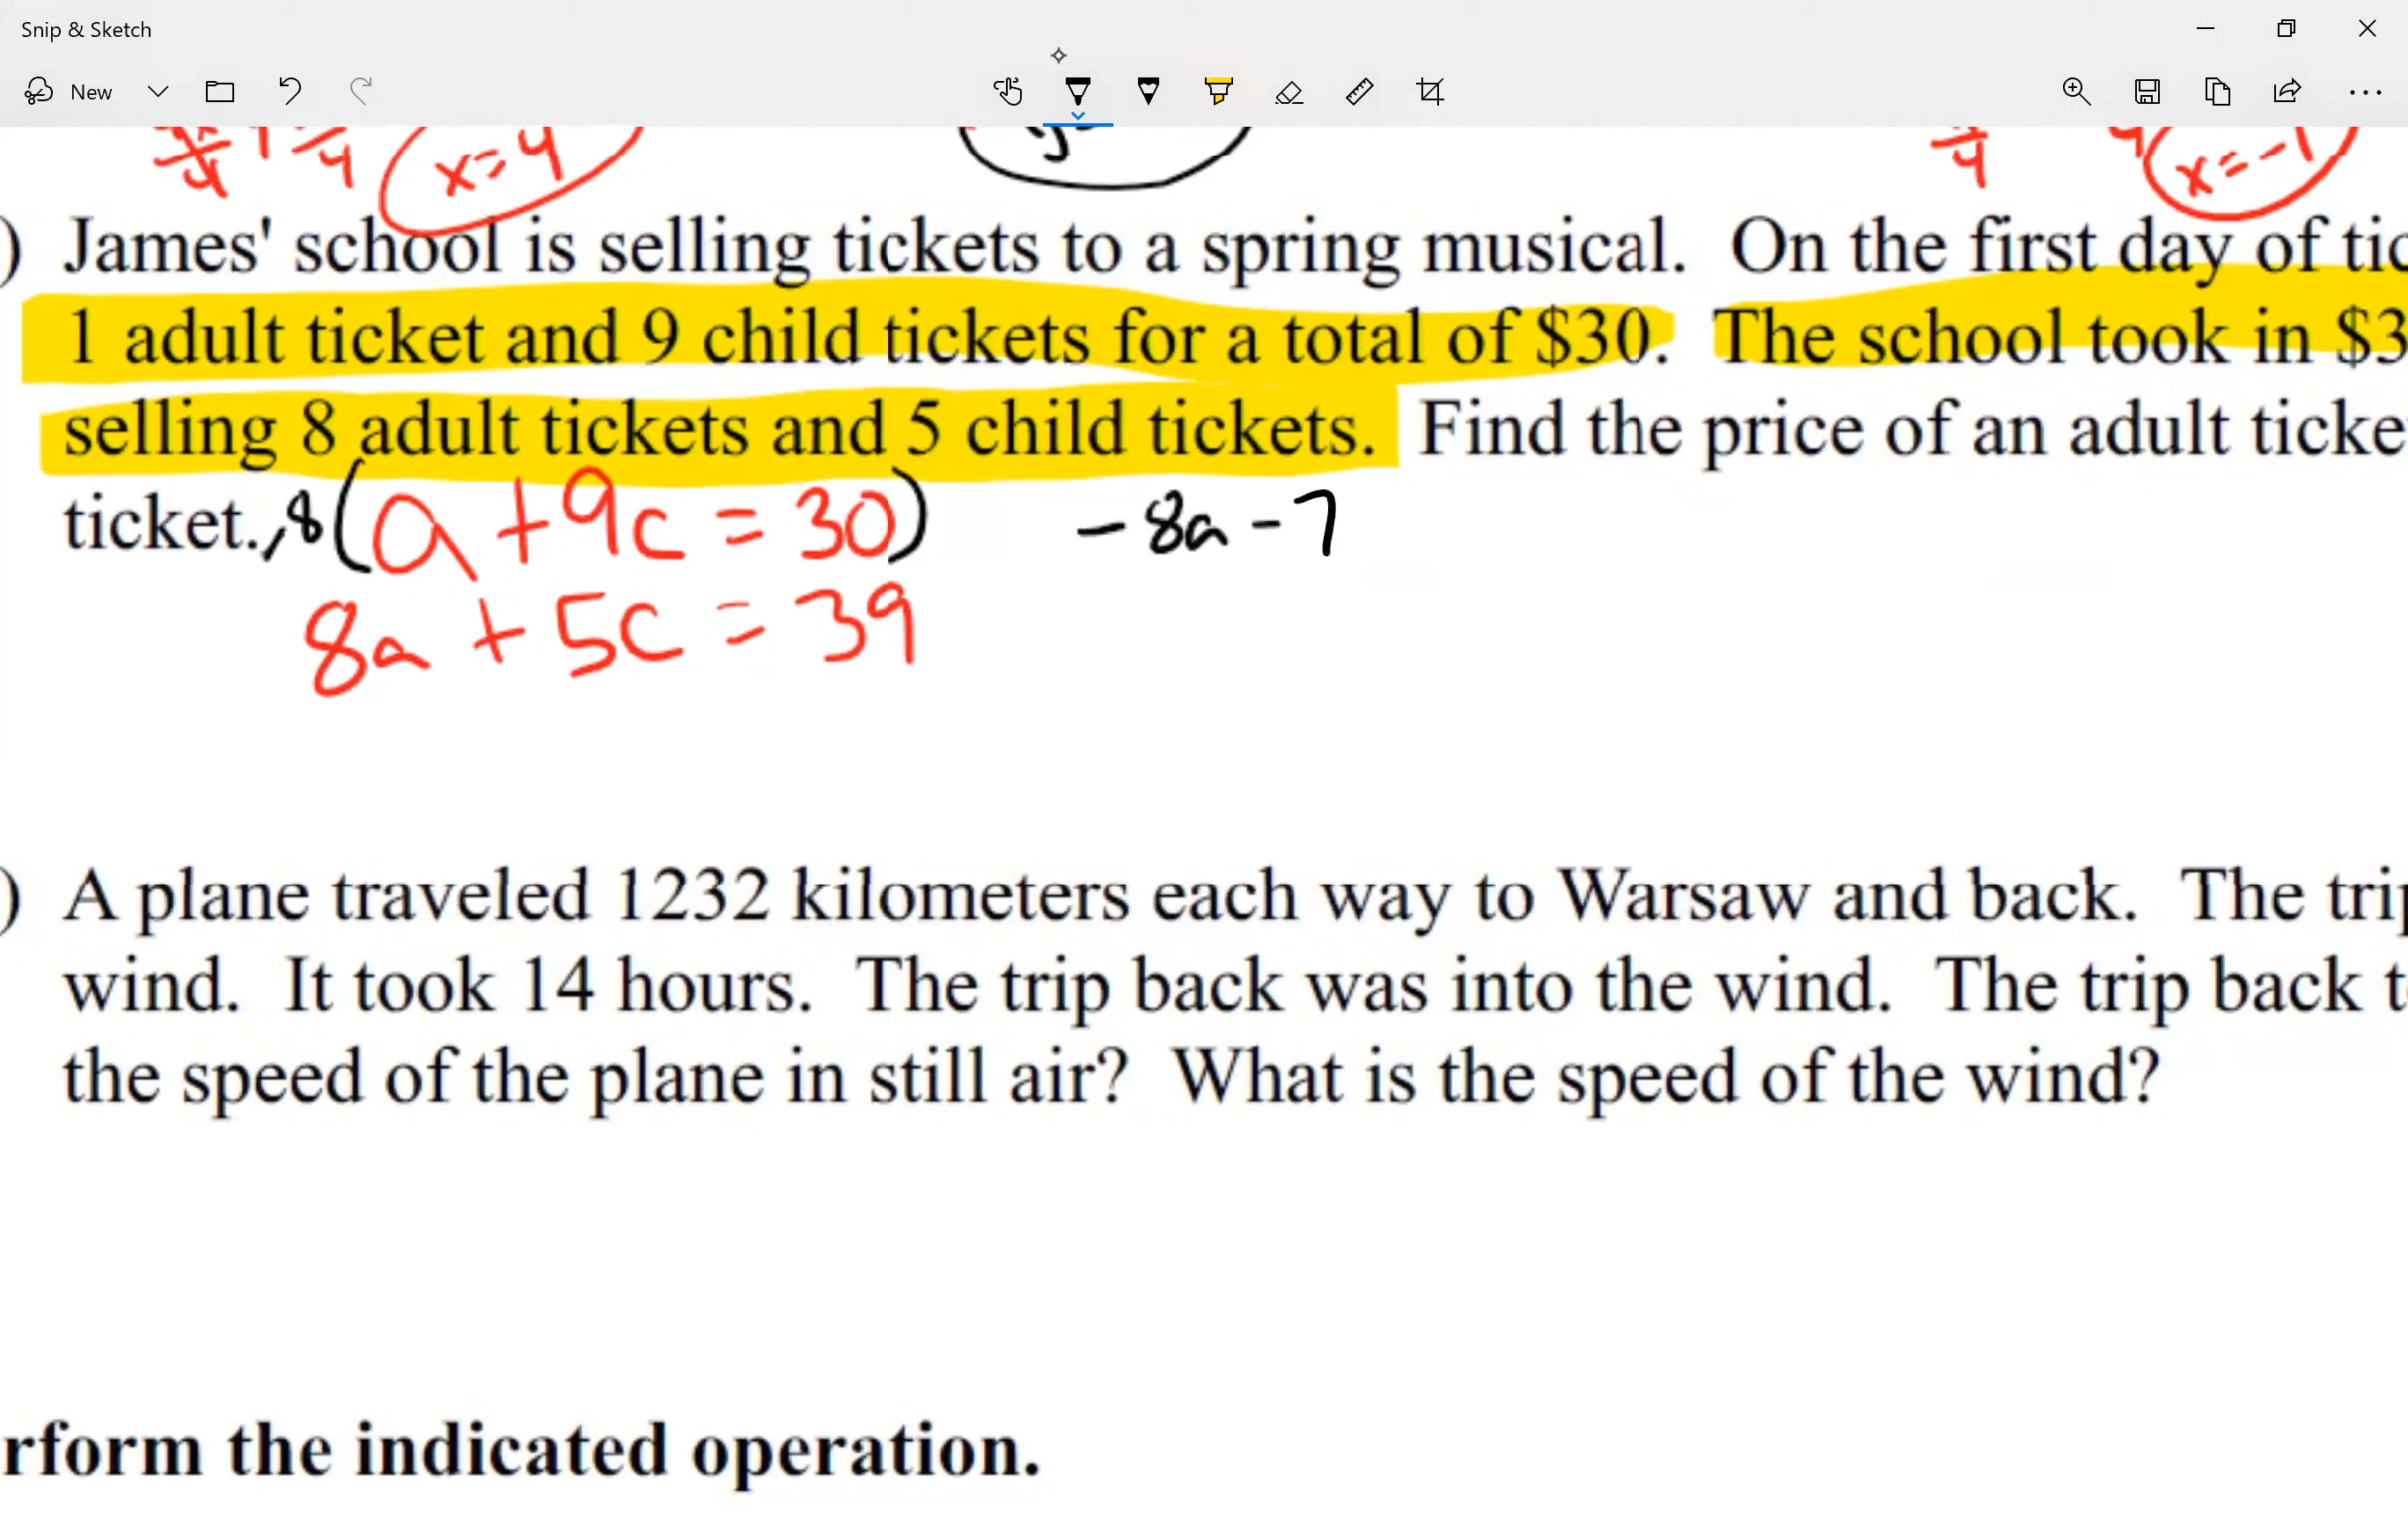 Snip & Sketch
New
x=4
x=-1
) James' school is selling tickets to a spring musical. On the first day of tic
1 adult ticket and 9 child tickets for a total of $30. The school took in $3
selling 8 adult tickets and 5 child tickets. Find the price of an adult ticke
ticket. -8(a+9c=30) -8a-7
8a+5c=39
) A plane traveled 1232 kilometers each way to Warsaw and back. The trip
wind. It took 14 hours. The trip back was into the wind. The trip back t
the speed of the plane in still air? What is the speed of the wind?
rform the indicated operation.